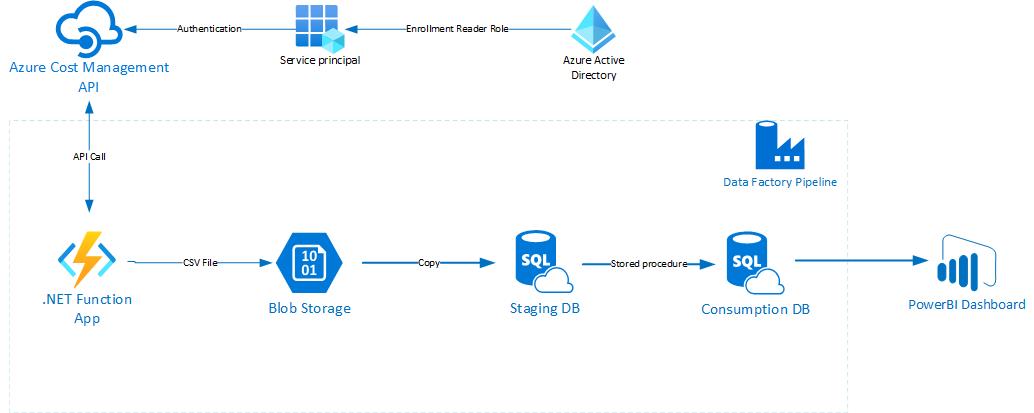 Authentication
Enrollment Reader Role
Service principal
Azure Cost Management
API
Azure Active
Directory
API Call
Data Factory Pipeline
10
01
SQL
SQL
CSV File
Copy
Stored procedure
.NET Function
App
Blob Storage
Staging DB
Consumption DB
PowerBI Dashboard